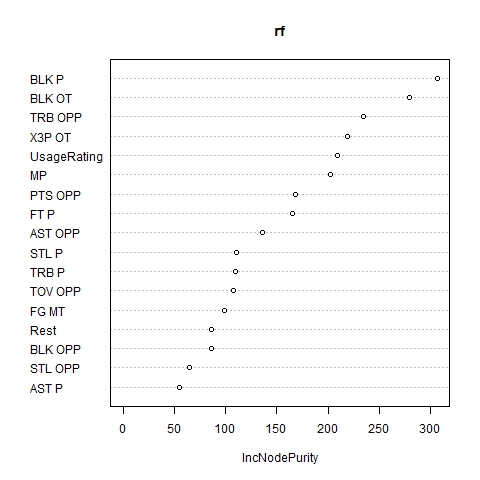 rf
BLK P
BLK OT
TRB OPP
X3P OT
UsageRating
MP
PTS OPP
FT P
AST OPP
STL P
TRB P
TOV OPP
FG MT
Rest
BLK OPP
STL OPP
AST P
0 50 100 150 200 250 300
IncNodePurity